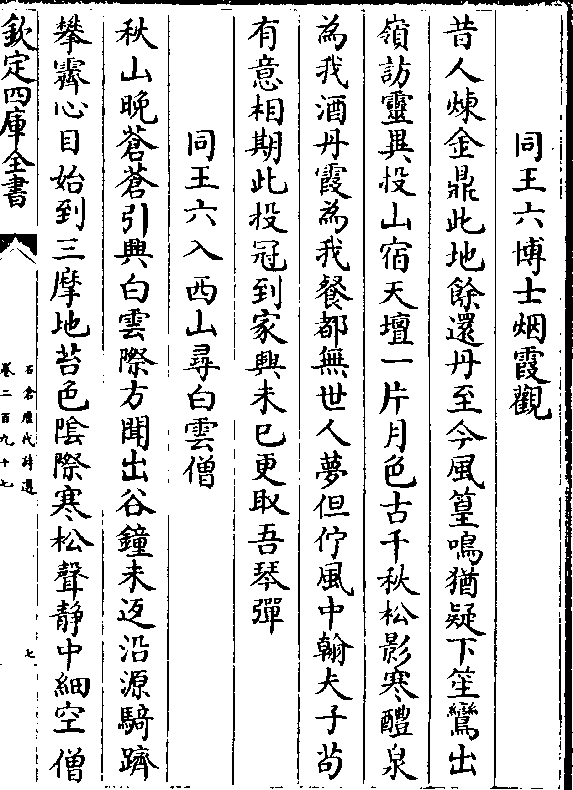 同王六博士烟霞觀
昔人煉金鼎此地餘還丹至今風篁鳴猶疑下笙鸞出
嶺訪靈異投山宿天壇一片月色古千秋松影寒醴泉
為我酒丹霞為我餐都無世人夢但佇風中翰夫子茍
有意相期此投冠到家興未已更取吾琴彈
同王六入西山尋白雲僧
秋山晚蒼蒼引興白雲際方聞出谷鐘未返沿源騎躋
攀霽心目始到三摩地苔色陰際寒松聲静中細空僧
欽定四庫全書
石倉歷代詩選
卷二百九十七
七